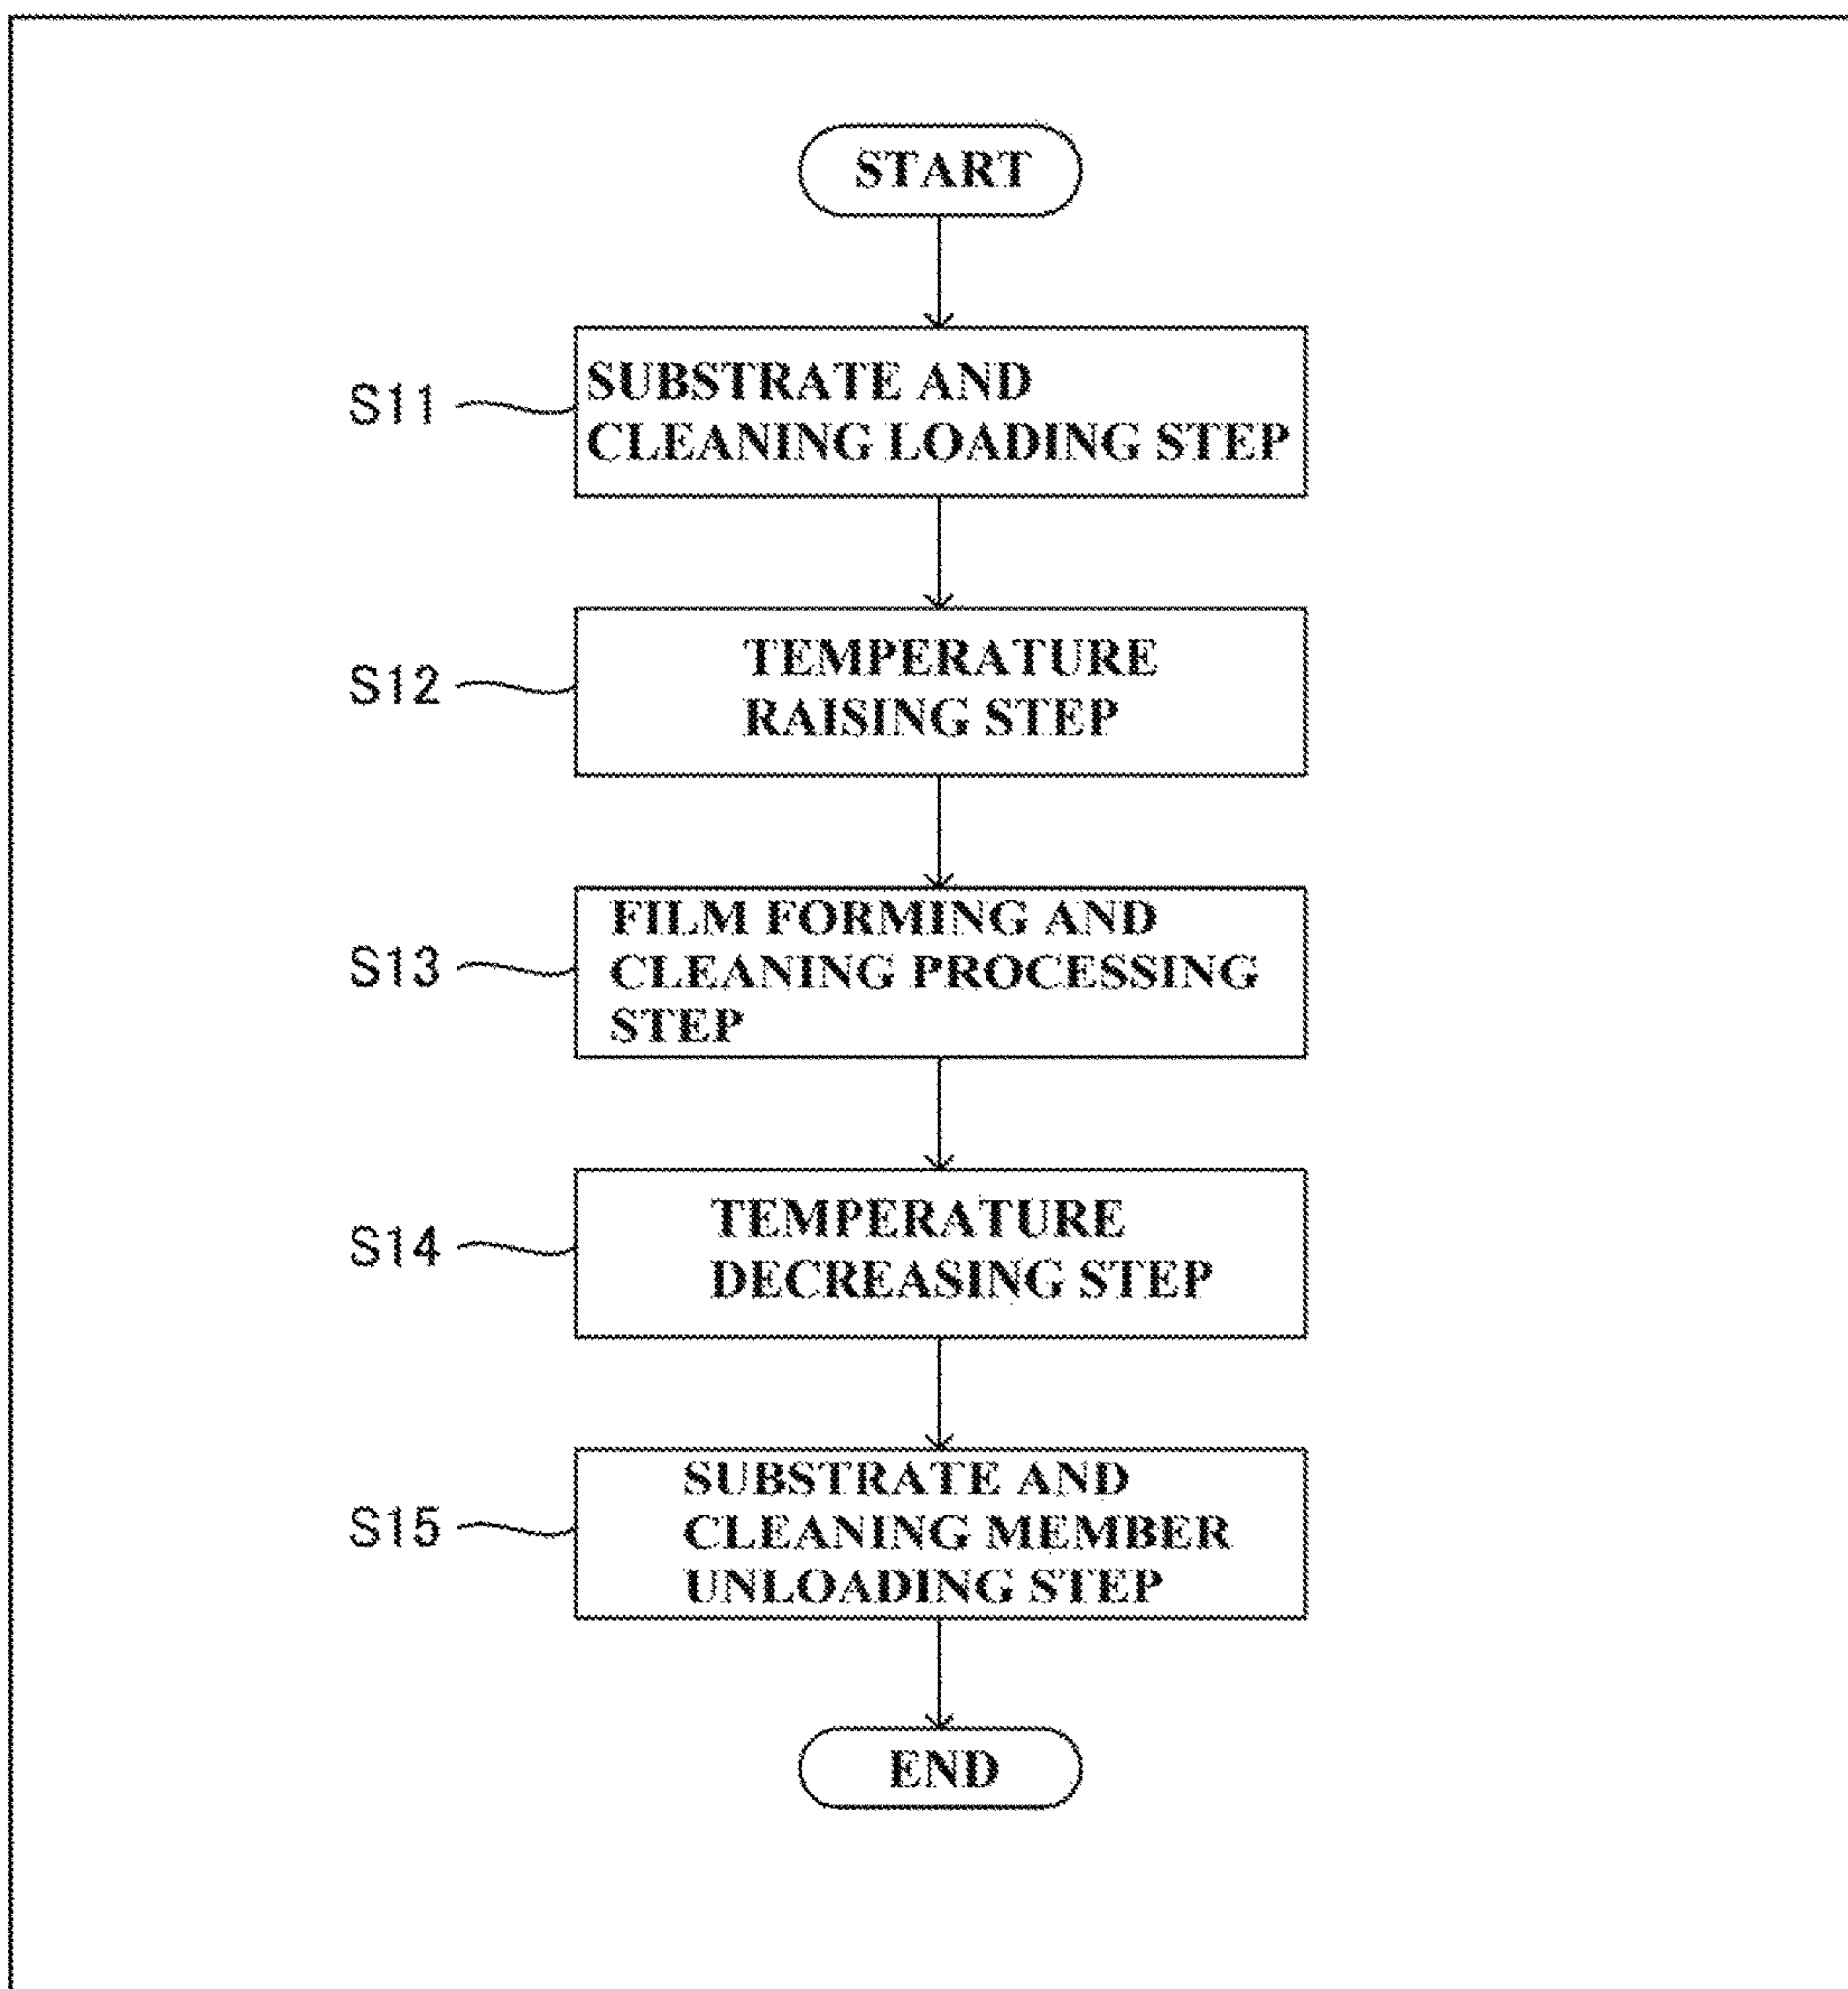 START
S11
SUBSTRATE AND
CLEANING LOADING STEP
S12
TEMPERATURE
RAISING STEP
S13
FILM FORMING AND
CLEANING PROCESSING
STEP
S14
TEMPERATURE
DECREASING STEP
S15
SUBSTRATE AND
CLEANING MEMBER
UNLOADING STEP
END